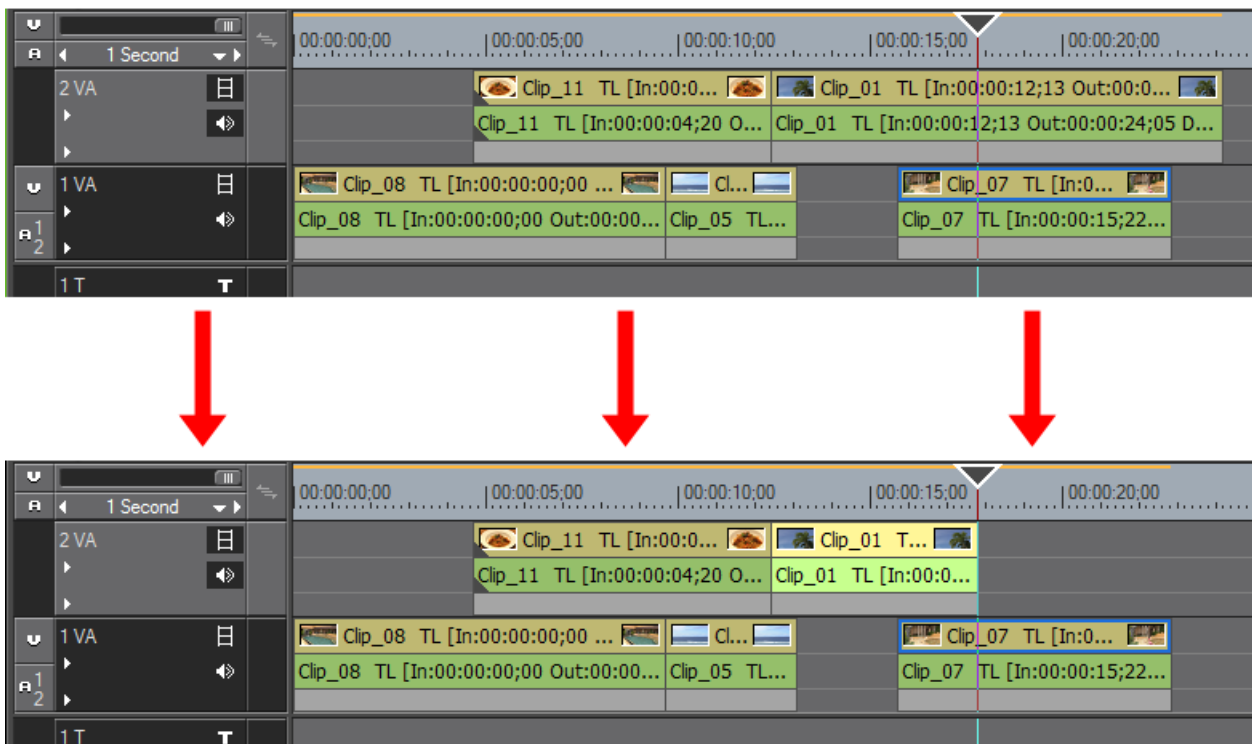 00:00:00;00 00:00:05;00 00:00:10;00 00:00:15;00 00:00:20;00
A 1 Second
2 VA Clip_11 TL [In:00:0... Clip_01 TL [In:00:00:12;13 Out:00:0...
Clip_11 TL [In:00:00:04;20 O... Clip_01 TL [In:00:00:12;13 Out:00:00:24;05 D...
V 1 VA Clip_08 TL [In:00:00:00;00 ... Cl... Clip_07 TL [In:0...
A 1 2 Clip_08 TL [In:00:00:00;00 Out:00:00... Clip_05 TL... Clip_07 TL [In:00:00:15;22...
1 T T
V
00:00:00;00 00:00:05;00 00:00:10;00 00:00:15;00 00:00:20;00
A 1 Second
2 VA Clip_11 TL [In:00:0... Clip_01 T...
Clip_11 TL [In:00:00:04;20 O... Clip_01 TL [In:00:0...
V 1 VA Clip_08 TL [In:00:00:00;00 ... Cl... Clip_07 TL [In:0...
A 1 2 Clip_08 TL [In:00:00:00;00 Out:00:00... Clip_05 TL... Clip_07 TL [In:00:00:15;22...
1 T T